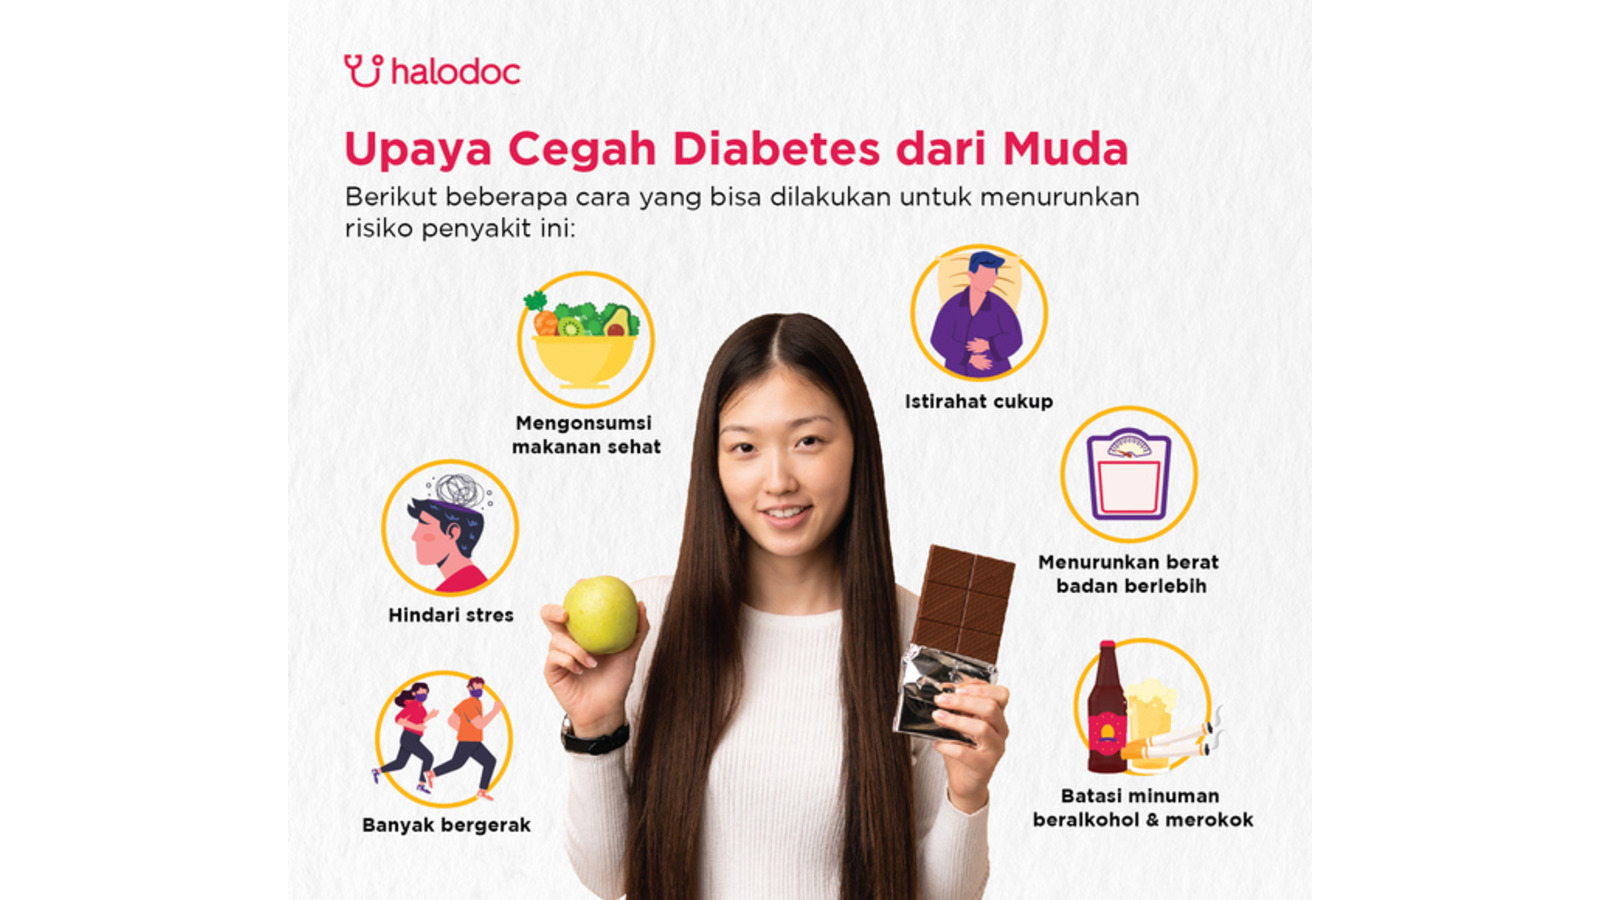 halodoc
Upaya Cegah Diabetes dari Muda
Berikut beberapa cara yang bisa dilakukan untuk menurunkan
risiko penyakit ini:
Mengonsumsi
makanan sehat
Istirahat cukup
Hindari stres
Menurunkan berat
badan berlebih
Banyak bergerak
Batasi minuman
beralkohol & merokok